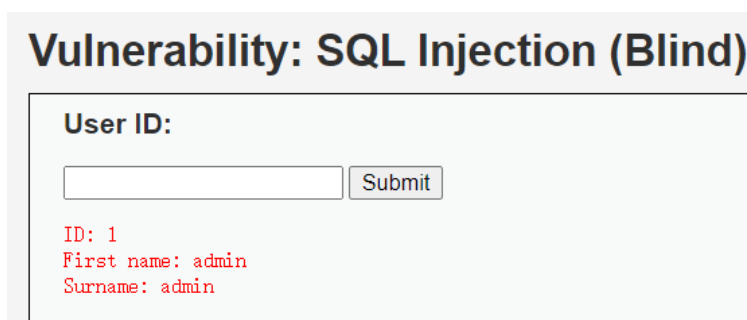 Vulnerability: SQL Injection (Blind)
User ID:
Submit
ID: 1
First name: admin
Surname: admin